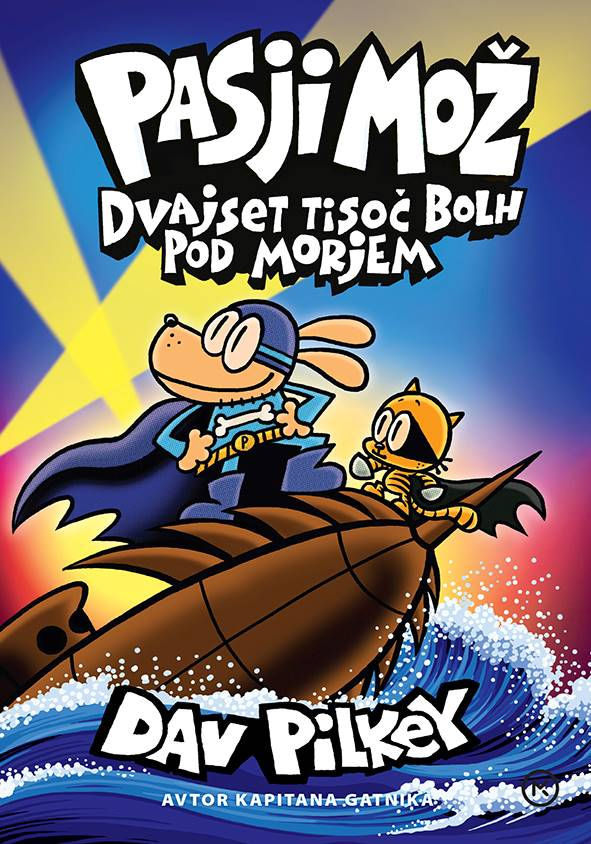 PASJI MOŽ
DVAJSET TISOČ BOLH
POD MORJEM
P
DAV PILKEY
AVTOR KAPITANA GATNIKA